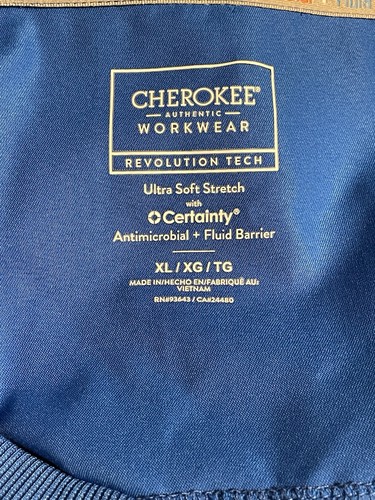 CHEROKEE®
AUTHENTIC
WORKWEAR
REVOLUTION TECH
Ultra Soft Stretch
with
Certainty®
Antimicrobial + Fluid Barrier
XL / XG / TG
MADE IN/HECHO EN/FABRIQUÉ AU:
VIETNAM
RN#93643 / CA#24480